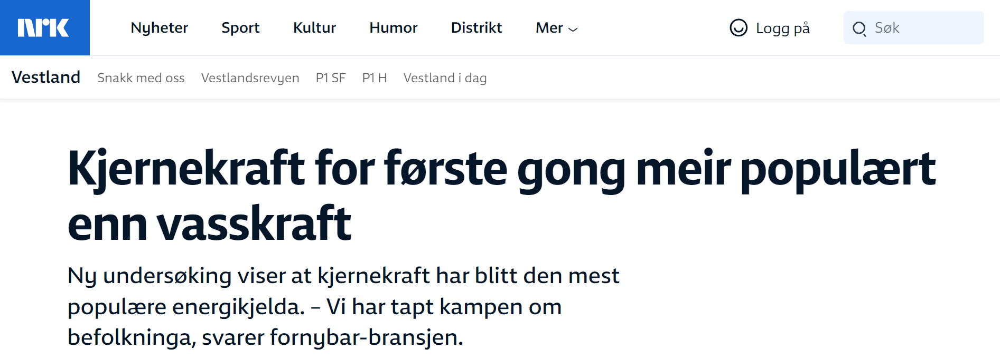 NRK Nyheter Sport Kultur Humor Distrikt Mer Logg på Søk
Vestland Snakk med oss Vestlandsrevyen P1 SF P1 H Vestland i dag
Kjernekraft for første gong meir populært
enn vasskraft
Ny undersøking viser at kjernekraft har blitt den mest
populære energikjelda. – Vi har tapt kampen om
befolkninga, svarer fornybar-bransjen.